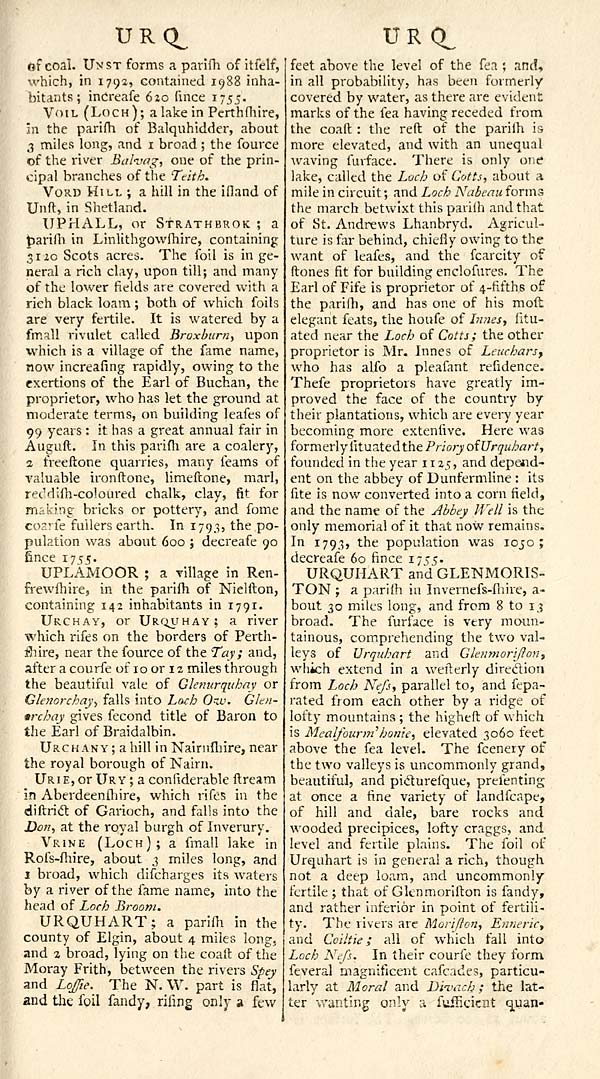 URQ
URQ
of coal. UNST forms a pariſh of itſelf,
which, in 1792, contained 1988 inha-
bitants; increaſe 620 ſince 1755.
VOIL (LOCH); a lake in Perthſhire,
in the pariſh of Balquhidder, about
3 miles long, and 1 broad; the ſource
of the river Balvag, one of the prin-
cipal branches of the Teith.
VORD HILL; a hill in the iſland of
Unſt, in Shetland.
UPHALL, or STRATHBROK; a
pariſh in Linlithgowſhire, containing
3120 Scots acres. The ſoil is in ge-
neral a rich clay, upon till; and many
of the lower fields are covered with a
rich black loam; both of which ſoils
are very fertile. It is watered by a
ſmall rivulet called Broxburn, upon
which is a village of the ſame name,
now increaſing rapidly, owing to the
exertions of the Earl of Buchan, the
proprietor, who has let the ground at
moderate terms, on building leaſes of
99 years: it has a great annual fair in
Auguſt. In this pariſh are a coalery,
2 freeſtone quarries, many ſeams of
valuable ironſtone, limeſtone, marl,
reddiſh-coloured chalk, clay, fit for
making bricks or pottery, and ſome
coarſe fullers earth. In 1793, the po-
pulation was about 600; decreaſe 90
ſince 1755.
UPLAMOOR; a village in Ren-
frewſhire, in the pariſh of Nielſton,
containing 142 inhabitants in 1791.
URCHAY, or URQUHAY; a river
which riſes on the borders of Perth-
ſhire, near the ſource of the Tay; and,
after a courſe of 10 or 12 miles through
the beautiful vale of Glenurquhay or
Glenorchay, falls into Loch Ow. Glen-
orchay gives ſecond title of Baron to
the Earl of Braidalbin.
URCHANY; a hill in Nairnſhire, near
the royal borough of Nairn.
URIE, or URY; a conſiderable ſtream
in Aberdeenſhire, which riſes in the
diſtrict of Garioch, and falls into the
Don, at the royal burgh of Inverury.
VRINE (LOCH); a ſmall lake in
Roſs-ſhire, about 3 miles long, and
1 broad, which diſcharges its waters
by a river of the ſame name, into the
head of Loch Broom.
URQUHART; a pariſh in the
county of Elgin, about 4 miles long,
and 2 broad, lying on the coaſt of the
Moray Frith, between the rivers Spey
and Loſſie. The N. W. part is flat,
and the ſoil ſandy, riſing only a few
feet above the level of the ſea; and,
in all probability, has been formerly
covered by water, as there are evident
marks of the ſea having receded from
the coaſt: the reſt of the pariſh is
more elevated, and with an unequal
waving ſurface. There is only one
lake, called the Loch of Cotts, about a
mile in circuit; and Loch Nabeau forms
the march betwixt this pariſh and that
of St. Andrews Lhanbryd. Agricul-
ture is far behind, chiefly owing to the
want of leaſes, and the ſcarcity of
ſtones fit for building encloſures. The
Earl of Fife is proprietor of 4-fifths of
the pariſh, and has one of his moſt
elegant ſeats, the houſe of Innes, ſitu-
ated near the Loch of Cotts; the other
proprietor is Mr. Innes of Leuchars,
who has alſo a pleaſant reſidence.
Theſe proprietors have greatly im-
proved the face of the country by
their plantations, which are every year
becoming more extenſive. Here was
formerly ſituated the Priory of Urquhart,
founded in the year 1125, and depend-
ent on the abbey of Dunfermline: its
ſite is now converted into a corn field,
and the name of the Abbey Well is the
only memorial of it that now remains.
In 1793, the population was 1050;
decreaſe 60 ſince 1755.
URQUHART and GLENMORIS-
TON; a pariſh in Inverneſs-ſhire, a-
bout 30 miles long, and from 8 to 13
broad. The ſurface is very moun-
tainous, comprehending the two val-
leys of Urquhart and Glenmoriſton,
which extend in a weſterly direction
from Loch Neſs, parallel to, and ſepa-
rated from each other by a ridge of
lofty mountains; the higheſt of which
is Mealfourm'honie, elevated 3060 feet
above the ſea level. The ſcenery of
the two valleys is uncommonly grand,
beautiful, and pictureſque, preſenting
at once a fine variety of landſcape,
of hill and dale, bare rocks and
wooded precipices, lofty craggs, and
level and fertile plains. The ſoil of
Urquhart is in general a rich, though
not a deep loam, and uncommonly
fertile; that of Glenmoriſton is ſandy,
and rather inferior in point of fertili-
ty. The rivers are Moriſton, Enneric,
and Coiltie; all of which fall into
Loch Neſs. In their courſe they form
ſeveral magnificent caſcades, particu-
larly at Moral and Divach; the lat-
ter wanting only a ſufficient quan-